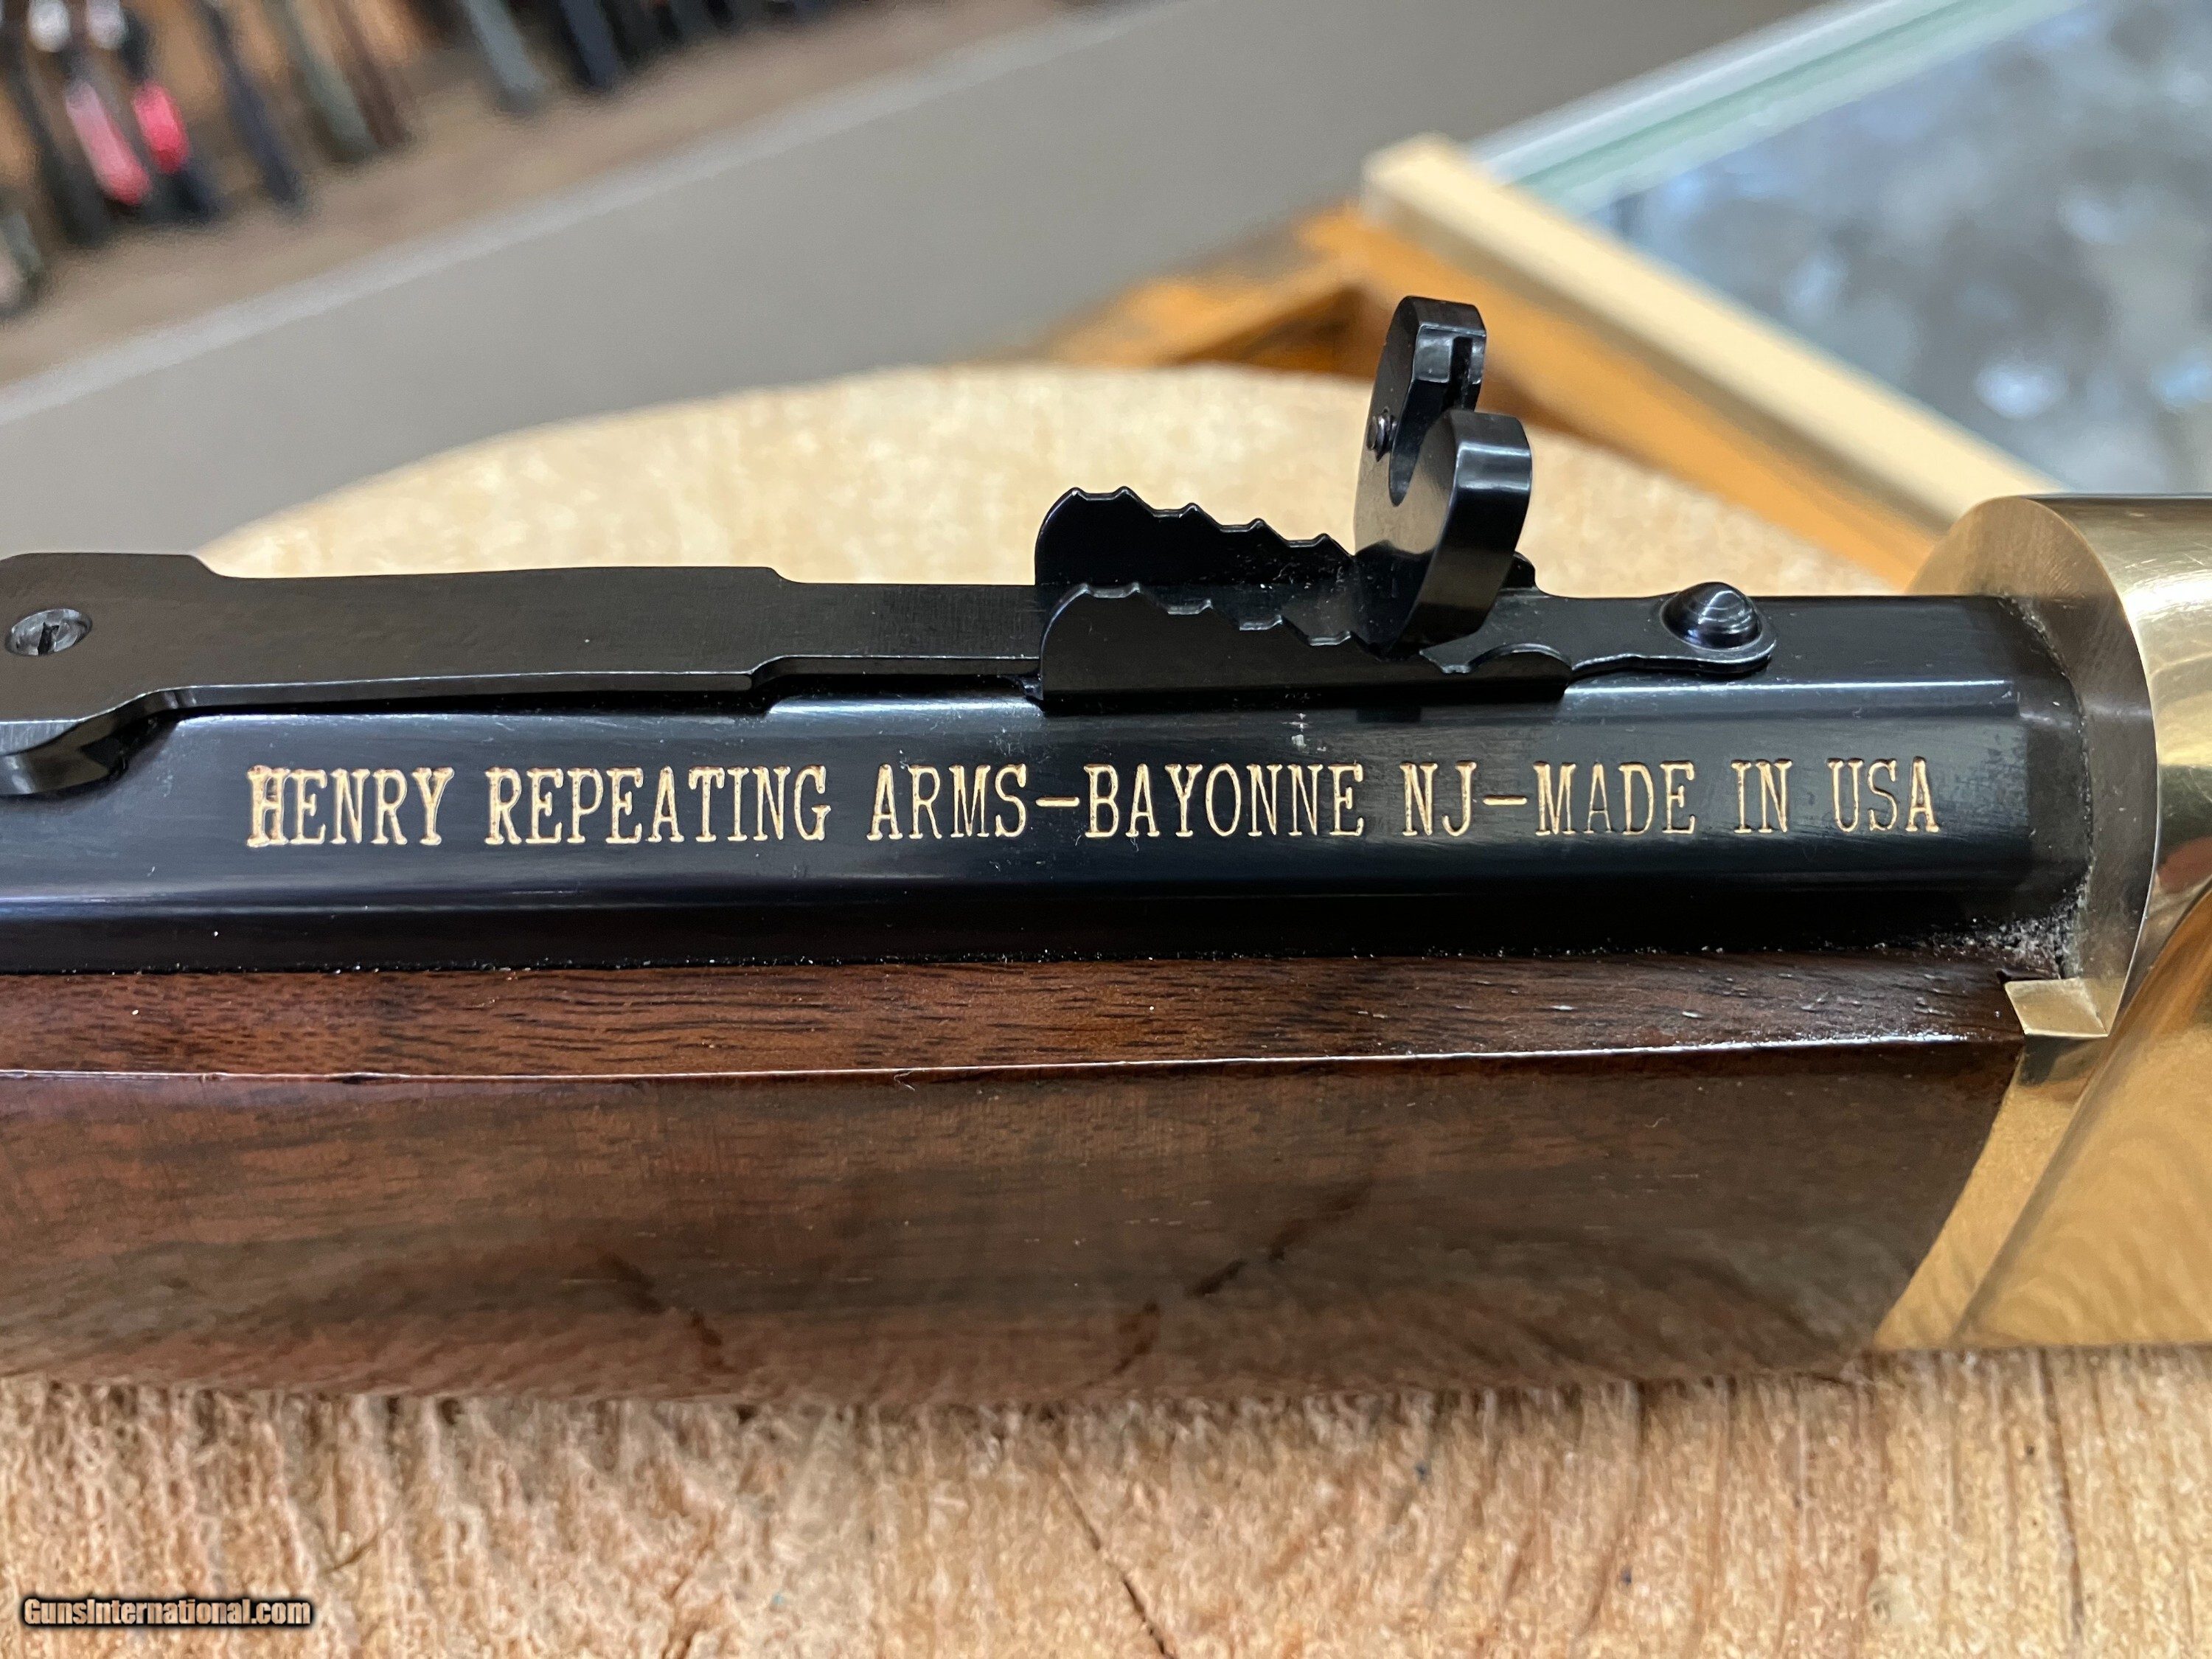 HENRY REPEATING ARMS-BAYONNE NJ-MADE IN USA
GunsInternational.com